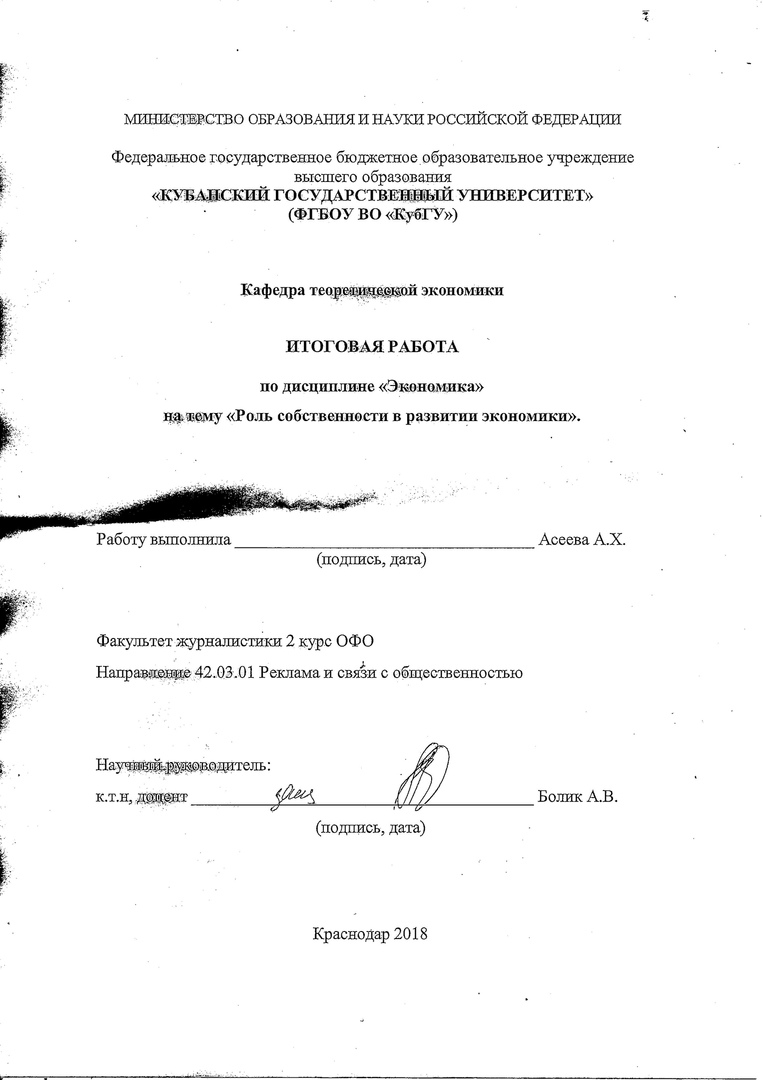 МИНИСТЕРСТВО ОБРАЗОВАНИЯ И НАУКИ РОССИЙСКОЙ ФЕДЕРАЦИИ
Федеральное государственное бюджетное образовательное учреждение
высшего образования
«КУБАНСКИЙ ГОСУДАРСТВЕННЫЙ УНИВЕРСИТЕТ»
(ФГБОУ ВО «КубГУ»)
Кафедра теоретической экономики
ИТОГОВАЯ РАБОТА
по дисциплине «Экономика»
на тему «Роль собственности в развитии экономики».
Работу выполнила ____________________________________ Асеева А.Х.
(подпись, дата)
Факультет журналистики 2 курс ОФО
Направление 42.03.01 Реклама и связи с общественностью
Научный руководитель:
к.т.н, доцент _________________________________________ Болик А.В.
(подпись, дата)
Краснодар 2018